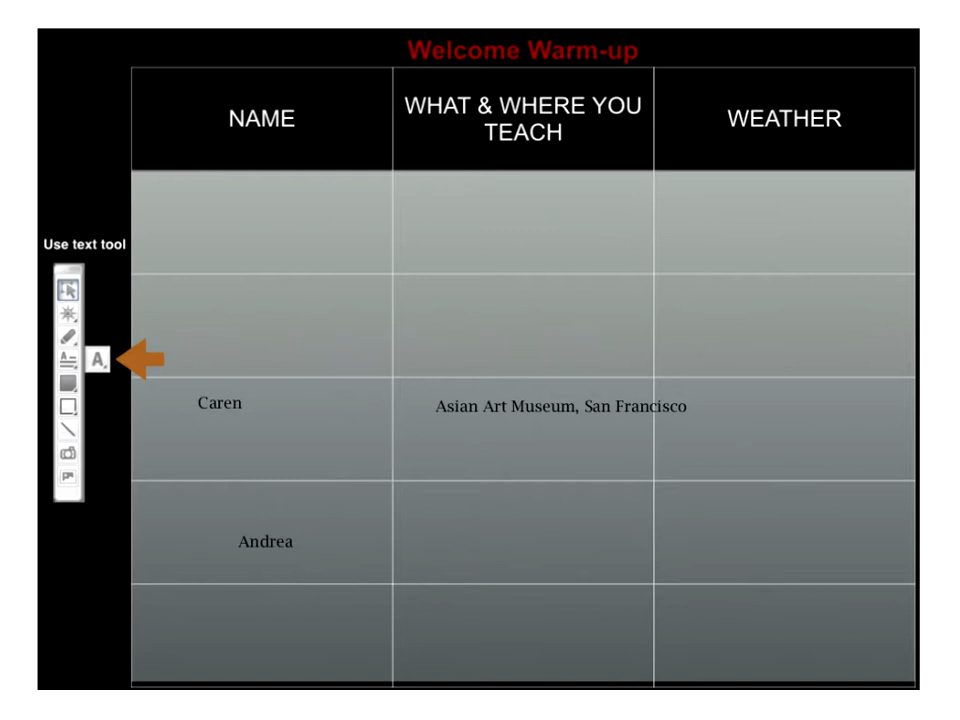 Welcome Warm-up
NAME
WHAT & WHERE YOU
TEACH
WEATHER
Use text tool
A
Caren
Asian Art Museum, San Francisco
Andrea